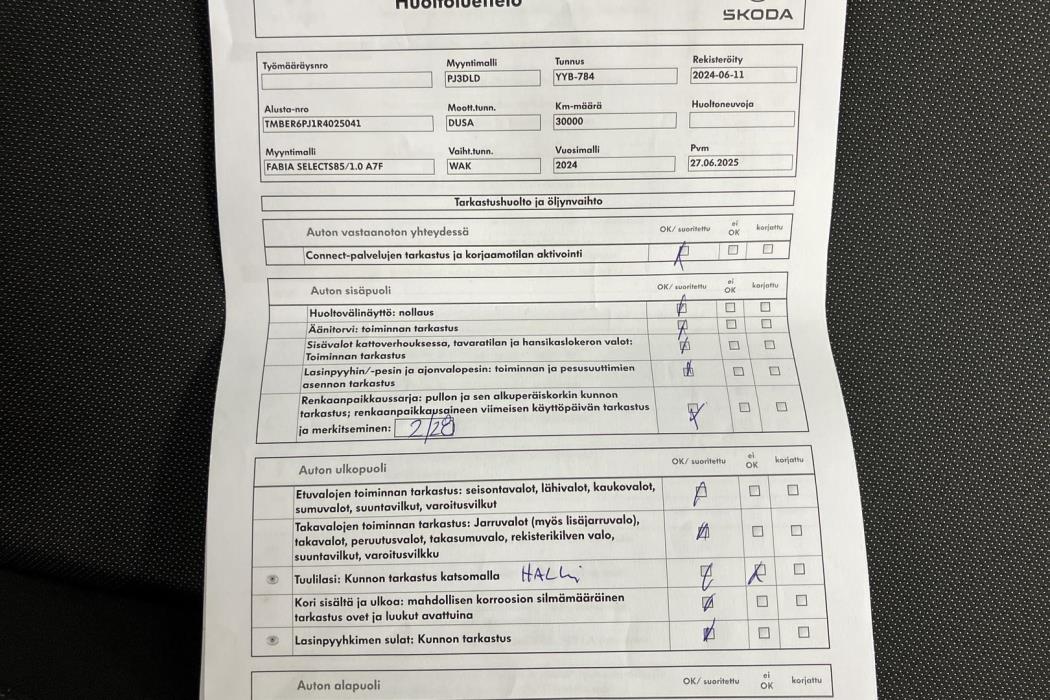 Huoltoluettelo
SKODA
Työmääräysnro Myyntimalli Tunnus Rekisteröity
PJ3DLD YYB-784 2024-06-11
Alusta-nro Moott.tunn. Km-määrä Huoltoneuvoja
TMBER6PJ1R4025041 DUSA 30000
Myyntimalli Vaiht.tunn. Vuosimalli Pvm
FABIA SELECTS85/1.0 A7F WAK 2024 27.06.2025
Tarkastushuolto ja öljynvaihto
Auton vastaanoton yhteydessä OK/ suoritettu ei OK korjattu
Connect-palvelujen tarkastus ja korjaamotilan aktivointi
Auton sisäpuoli OK/ suoritettu ei OK korjattu
Huoltovälinäyttö: nollaus
Äänitorvi: toiminnan tarkastus
Sisävalot kattoverhouksessa, tavaratilan ja hansikaslokeron valot:
Toiminnan tarkastus
Lasinpyyhin/-pesin ja ajonvalopesin: toiminnan ja pesusuuttimien
asennon tarkastus
Renkaanpaikkaussarja: pullon ja sen alkuperäiskorkin kunnon
tarkastus; renkaanpaikkausaineen viimeisen käyttöpäivän tarkastus
ja merkitseminen: 2/28
Auton ulkopuoli OK/ suoritettu ei OK korjattu
Etuvalojen toiminnan tarkastus: seisontavalot, lähivalot, kaukovalot,
sumuvalot, suuntavilkut, varoitusvilkut
Takavalojen toiminnan tarkastus: Jarruvalot (myös lisäjarruvalo),
takavalot, peruutusvalot, takasumuvalo, rekisterikilven valo,
suuntavilkut, varoitusvilkku
Tuulilasi: Kunnon tarkastus katsomalla HALKi
Kori sisältä ja ulkoa: mahdollisen korroosion silmämääräinen
tarkastus ovet ja luukut avattuina
Lasinpyyhkimen sulat: Kunnon tarkastus
Auton alapuoli OK/ suoritettu ei OK korjattu